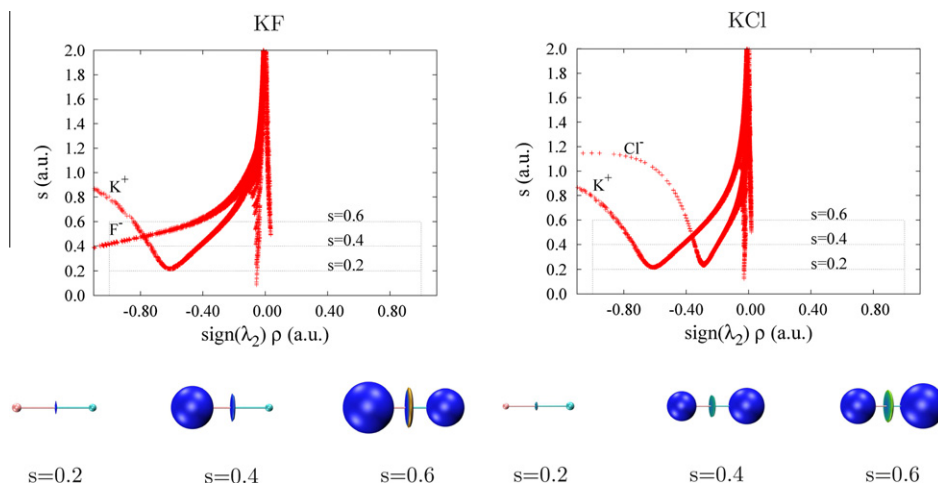 KF
2.0
1.8
1.6
1.4
1.2
1.0
0.8
0.6
0.4
0.2
0.0
s (a.u.)
K+
F-
s=0.6
s=0.4
s=0.2
-0.80 -0.40 0.00 0.40 0.80
sign(λ2) ρ (a.u.)
KCl
2.0
1.8
1.6
1.4
1.2
1.0
0.8
0.6
0.4
0.2
0.0
s (a.u.)
Cl-
K+
s=0.6
s=0.4
s=0.2
-0.80 -0.40 0.00 0.40 0.80
sign(λ2) ρ (a.u.)
s=0.2 s=0.4 s=0.6 s=0.2 s=0.4 s=0.6